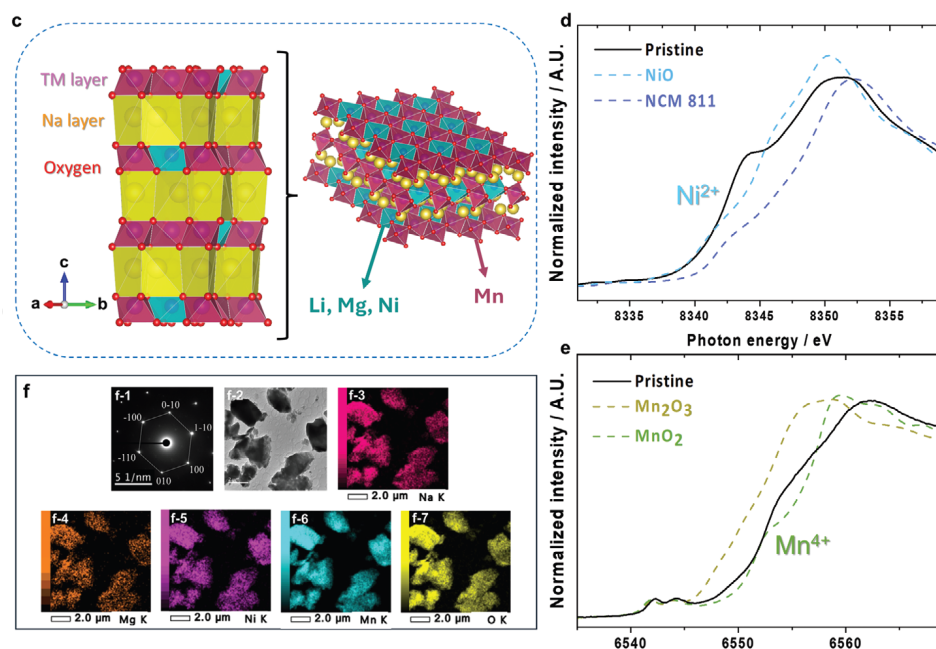 c
TM layer
Na layer
Oxygen
c
a
b
Li, Mg, Ni
Mn
d
Pristine
NiO
NCM 811
Ni²⁺
Normalized intensity / A.U.
8335 8340 8345 8350 8355
Photon energy / eV
e
Pristine
Mn₂O₃
MnO₂
Mn⁴⁺
Normalized intensity / A.U.
6540 6550 6560
f
f-1
0-10
-100
1-10
-110
100
010
5 1/nm
f-2
f-3
2.0 µm Na K
f-4
2.0 µm Mg K
f-5
2.0 µm Ni K
f-6
2.0 µm Mn K
f-7
2.0 µm O K